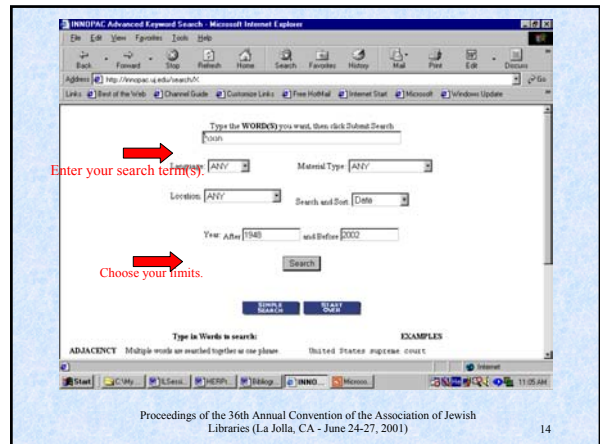 INNOPAC Advanced Keyword Search - Microsoft Internet Explorer
File Edit View Favorites Tools Help
Back Forward Stop Refresh Home Search Favorites History Mail Print Edit Discuss
Address http://innopac.uj.edu/search/X Go
Links Best of the Web Channel Guide Customize Links Free HotMail Internet Start Microsoft Windows Update
Type the WORD(S) you want, then click Submit Search
Language: ANY Material Type: ANY
Enter your search term(s).
Location: ANY Search and Sort: Date
Year: After 1948 and Before 2002
Search
Choose your limits.
SIMPLE SEARCH START OVER
Type in Words to search: EXAMPLES
ADJACENCY Multiple words are searched together as one phrase. United States supreme court
Internet
Start INNO... 11:05 AM
Proceedings of the 36th Annual Convention of the Association of Jewish
Libraries (La Jolla, CA - June 24-27, 2001) 14